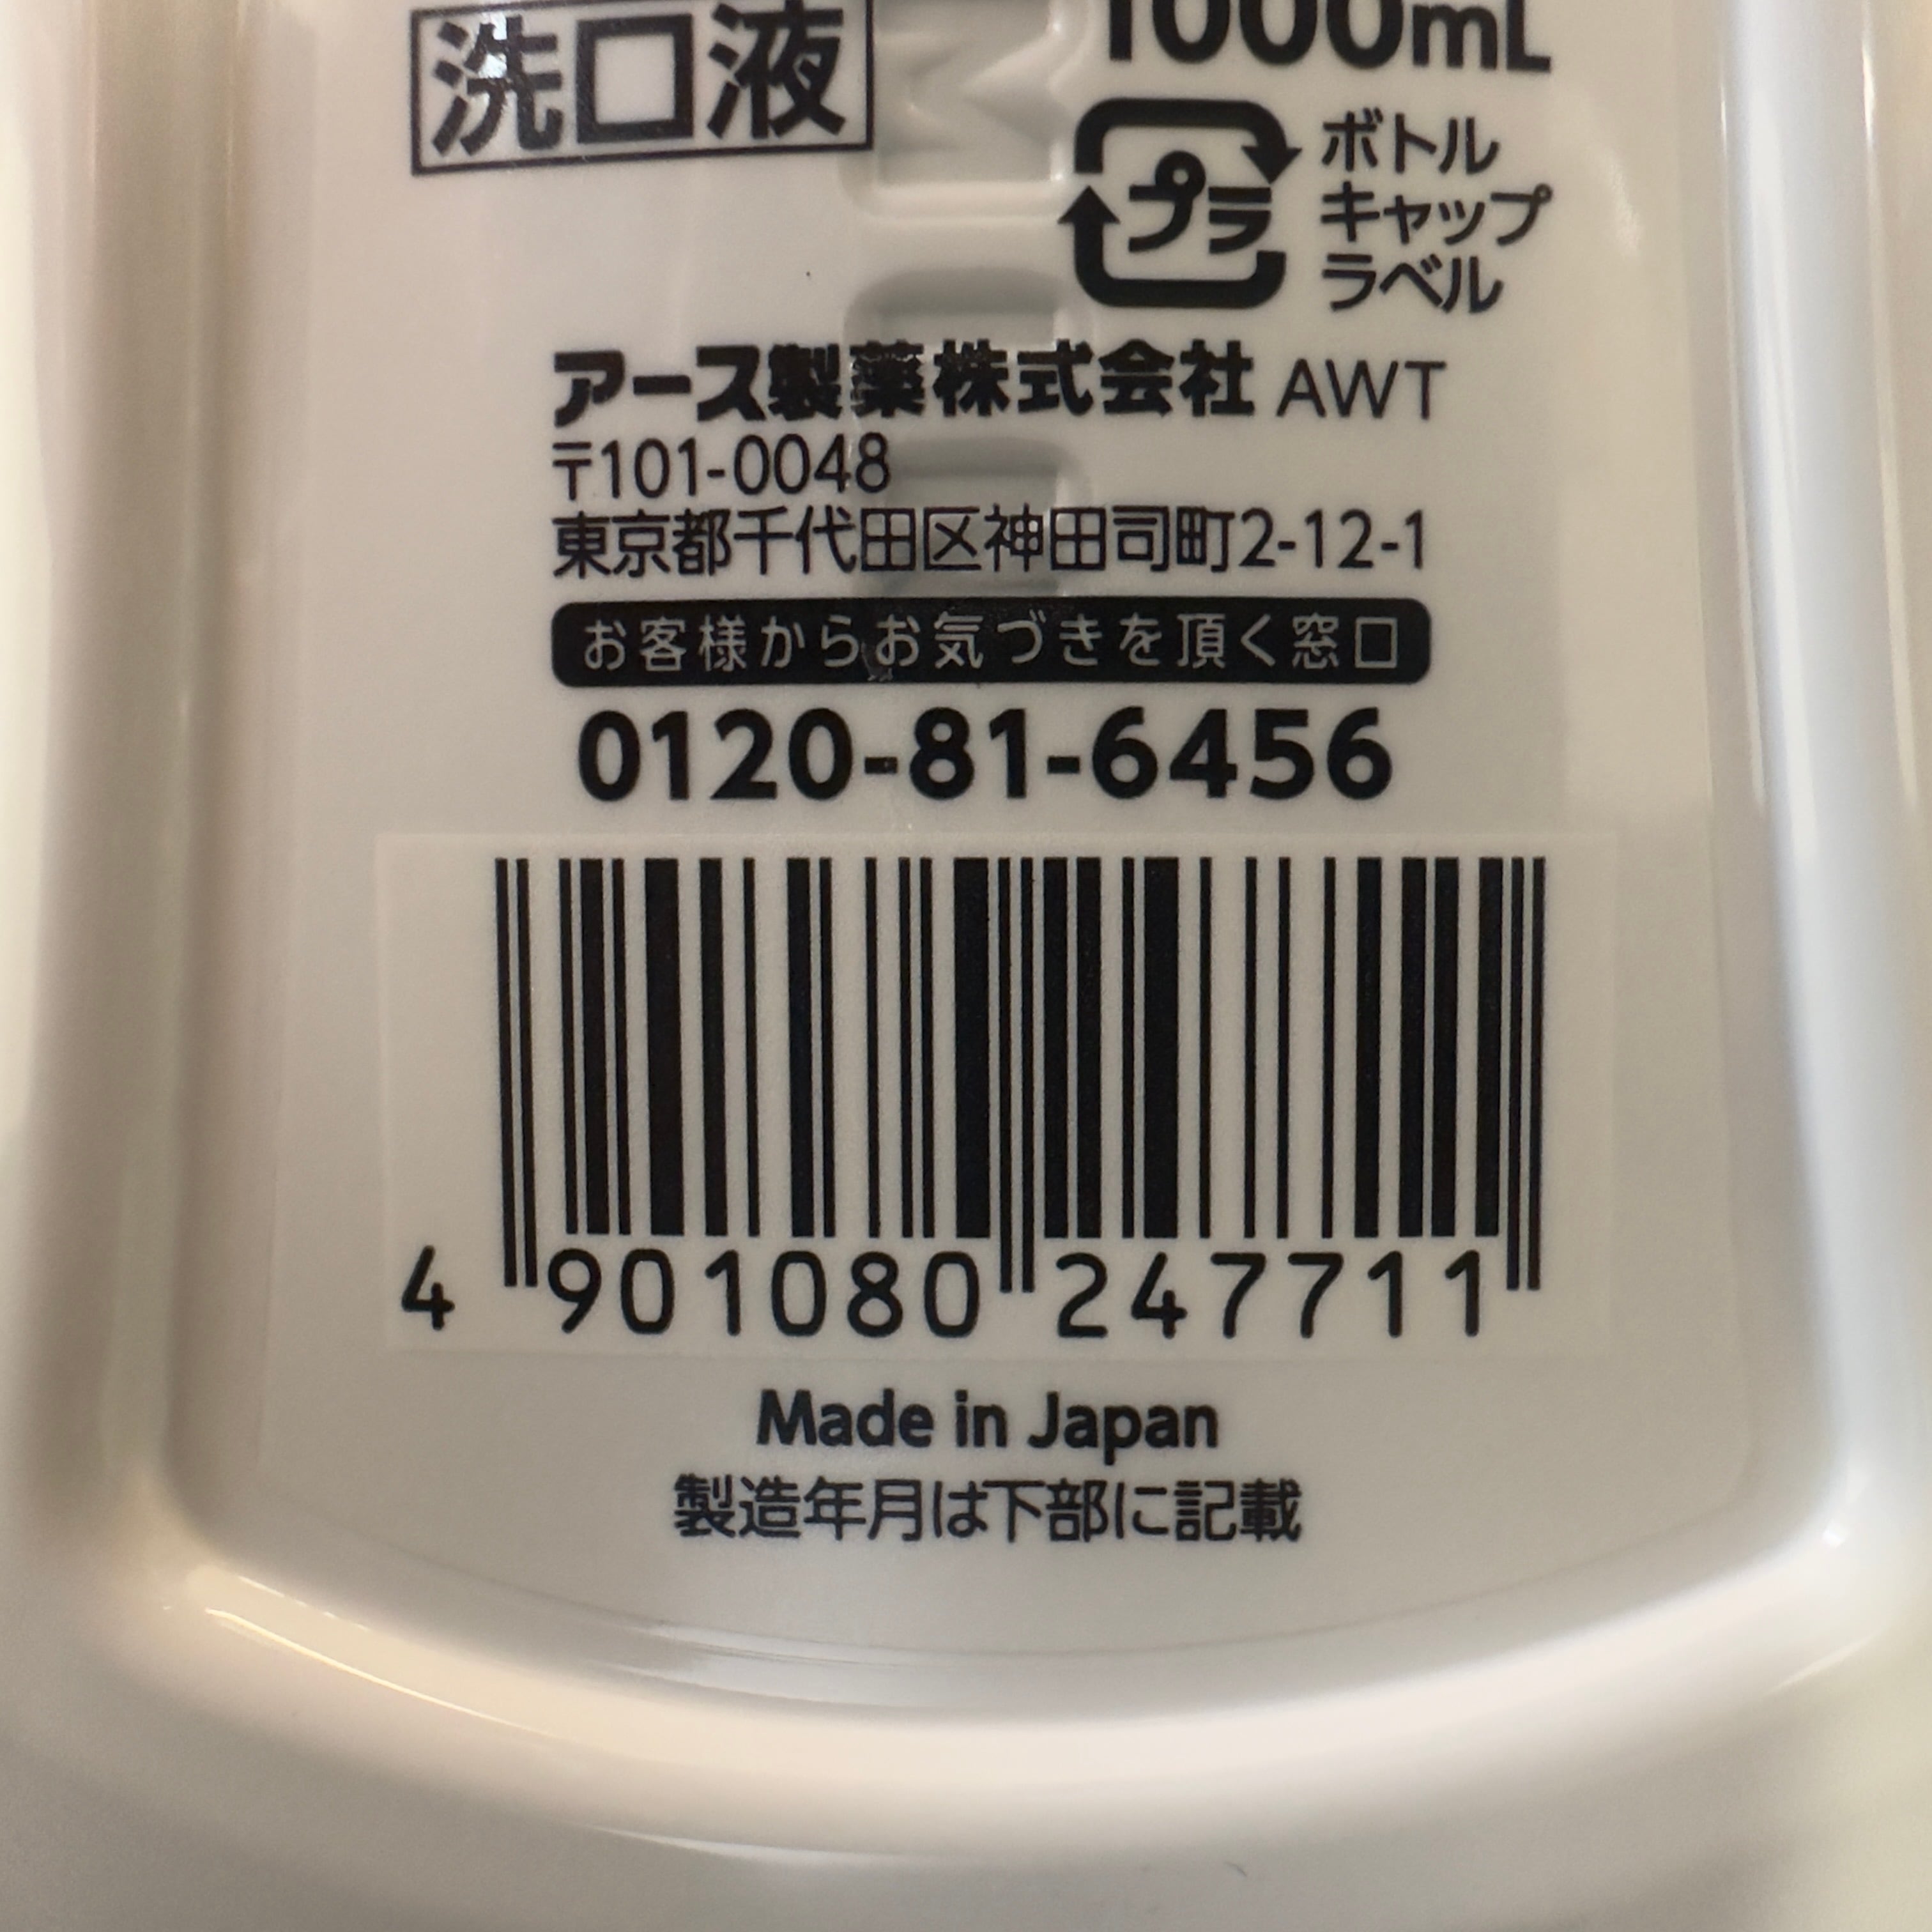 洗口液
1000mL
プラ
ボトル
キャップ
ラベル
アース製薬株式会社 AWT
〒101-0048
東京都千代田区神田司町2-12-1
お客様からお気づきを頂く窓口
0120-81-6456
4 901080 247711
Made in Japan
製造年月は下部に記載